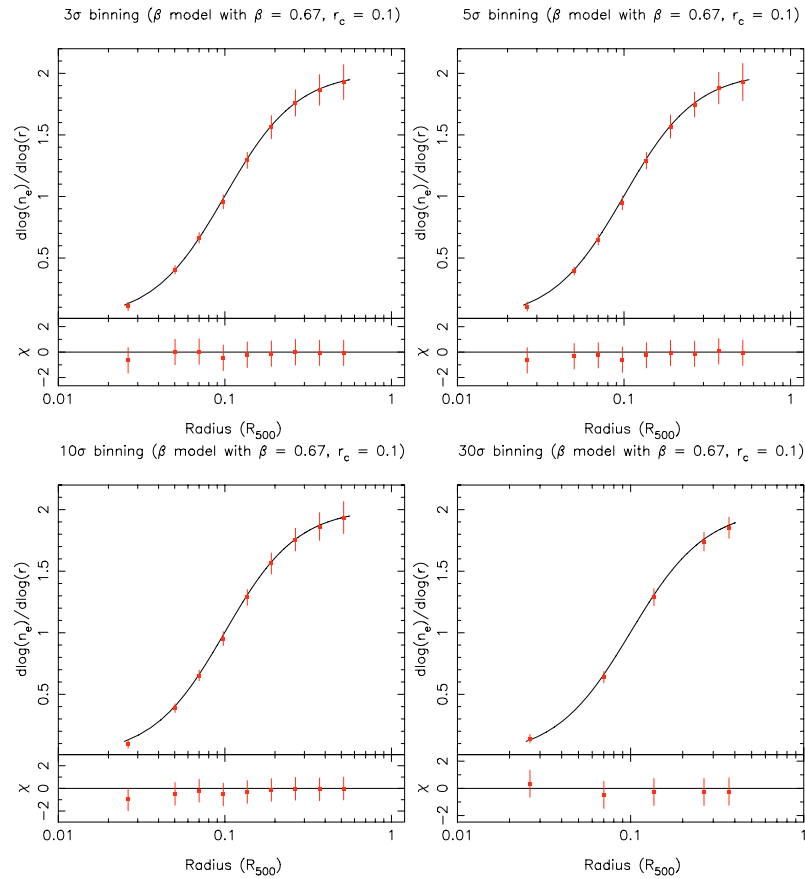 3σ binning (β model with β = 0.67, r_c = 0.1)
dlog(n_e)/dlog(r)
2
1.5
1
0.5
χ
2
0
−2
0.01
0.1
1
Radius (R_500)
5σ binning (β model with β = 0.67, r_c = 0.1)
dlog(n_e)/dlog(r)
2
1.5
1
0.5
χ
2
0
−2
0.01
0.1
1
Radius (R_500)
10σ binning (β model with β = 0.67, r_c = 0.1)
dlog(n_e)/dlog(r)
2
1.5
1
0.5
χ
2
0
−2
0.01
0.1
1
Radius (R_500)
30σ binning (β model with β = 0.67, r_c = 0.1)
dlog(n_e)/dlog(r)
2
1.5
1
0.5
χ
2
0
−2
0.01
0.1
1
Radius (R_500)